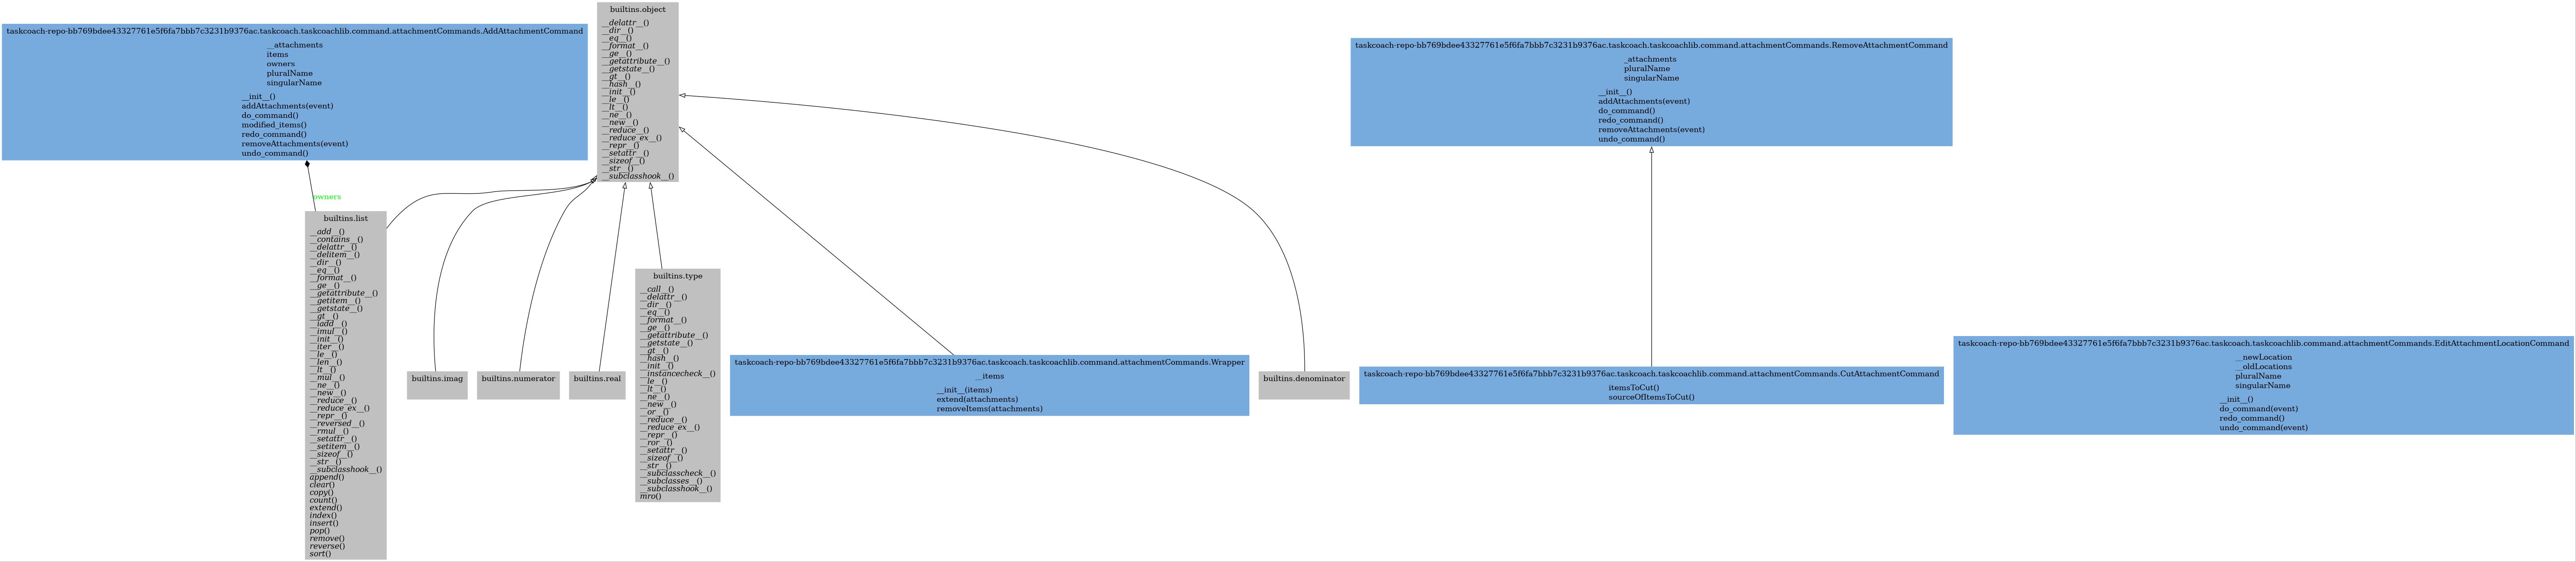 taskcoach-repo-bb769bdee43327761e5f6fa7bbb7c3231b9376ac.taskcoach.taskcoachlib.command.attachmentCommands.AddAttachmentCommand
__attachments
items
owners
pluralName
singularName
__init__()
addAttachments(event)
do_command()
modified_items()
redo_command()
removeAttachments(event)
undo_command()
builtins.object
__delattr__()
__dir__()
__eq__()
__format__()
__ge__()
__getattribute__()
__getstate__()
__gt__()
__hash__()
__init__()
__le__()
__lt__()
__ne__()
__new__()
__reduce__()
__reduce_ex__()
__repr__()
__setattr__()
__sizeof__()
__str__()
__subclasshook__()
taskcoach-repo-bb769bdee43327761e5f6fa7bbb7c3231b9376ac.taskcoach.taskcoachlib.command.attachmentCommands.RemoveAttachmentCommand
_attachments
pluralName
singularName
__init__()
addAttachments(event)
do_command()
redo_command()
removeAttachments(event)
undo_command()
owners
builtins.list
__add__()
__contains__()
__delattr__()
__delitem__()
__dir__()
__eq__()
__format__()
__ge__()
__getattribute__()
__getitem__()
__getstate__()
__gt__()
__iadd__()
__imul__()
__init__()
__iter__()
__le__()
__len__()
__lt__()
__mul__()
__ne__()
__new__()
__reduce__()
__reduce_ex__()
__repr__()
__reversed__()
__rmul__()
__setattr__()
__setitem__()
__sizeof__()
__str__()
__subclasshook__()
append()
clear()
copy()
count()
extend()
index()
insert()
pop()
remove()
reverse()
sort()
builtins.imag
builtins.numerator
builtins.real
builtins.type
__call__()
__delattr__()
__dir__()
__eq__()
__format__()
__ge__()
__getattribute__()
__getstate__()
__gt__()
__hash__()
__init__()
__instancecheck__()
__le__()
__lt__()
__ne__()
__new__()
__or__()
__reduce__()
__reduce_ex__()
__repr__()
__ror__()
__setattr__()
__sizeof__()
__str__()
__subclasscheck__()
__subclasses__()
__subclasshook__()
mro()
taskcoach-repo-bb769bdee43327761e5f6fa7bbb7c3231b9376ac.taskcoach.taskcoachlib.command.attachmentCommands.Wrapper
__items
__init__(items)
extend(attachments)
removeItems(attachments)
builtins.denominator
taskcoach-repo-bb769bdee43327761e5f6fa7bbb7c3231b9376ac.taskcoach.taskcoachlib.command.attachmentCommands.CutAttachmentCommand
itemsToCut()
sourceOfItemsToCut()
taskcoach-repo-bb769bdee43327761e5f6fa7bbb7c3231b9376ac.taskcoach.taskcoachlib.command.attachmentCommands.EditAttachmentLocationCommand
__newLocation
__oldLocations
pluralName
singularName
__init__()
do_command(event)
redo_command()
undo_command(event)